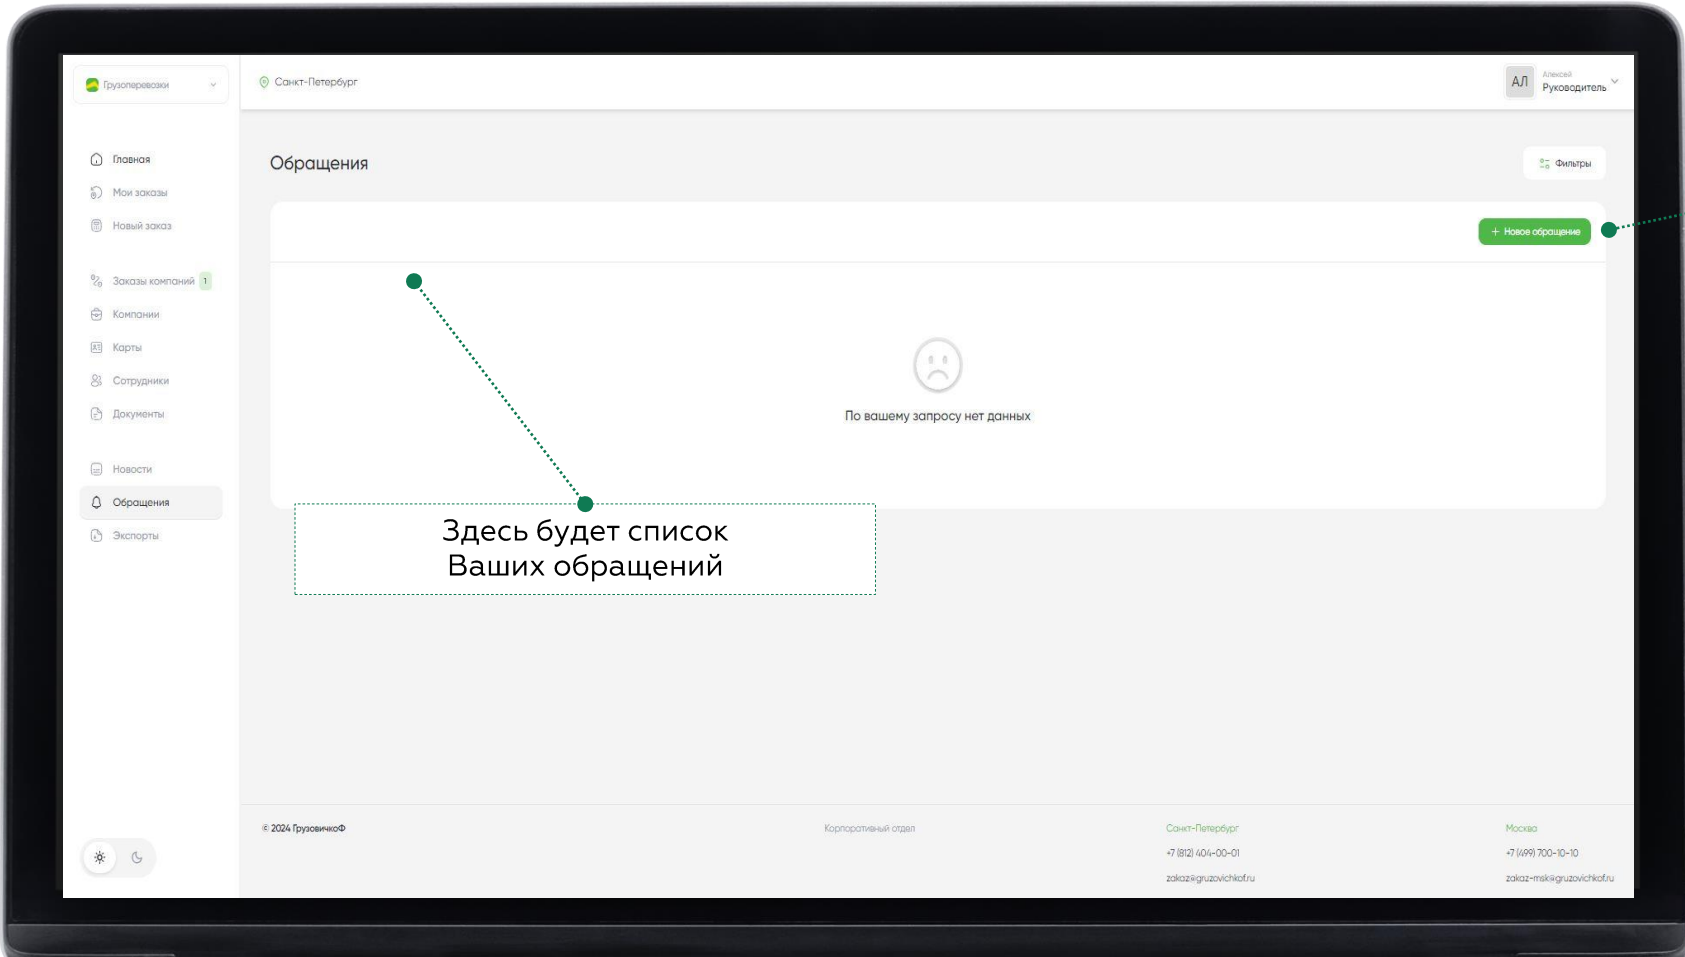 Грузоперевозки
Санкт-Петербург
АЛ
Алексей
Руководитель
Главная
Мои заказы
Новый заказ
Заказы компаний 1
Компании
Карты
Сотрудники
Документы
Новости
Обращения
Экспорты
Обращения
Фильтры
+ Новое обращение
По вашему запросу нет данных
Здесь будет список
Ваших обращений
© 2024 ГрузовичкоФ
Корпоративный отдел
Санкт-Петербург
+7 (812) 404-00-01
zakaz@gruzovichkof.ru
Москва
+7 (499) 700-10-10
zakaz-msk@gruzovichkof.ru